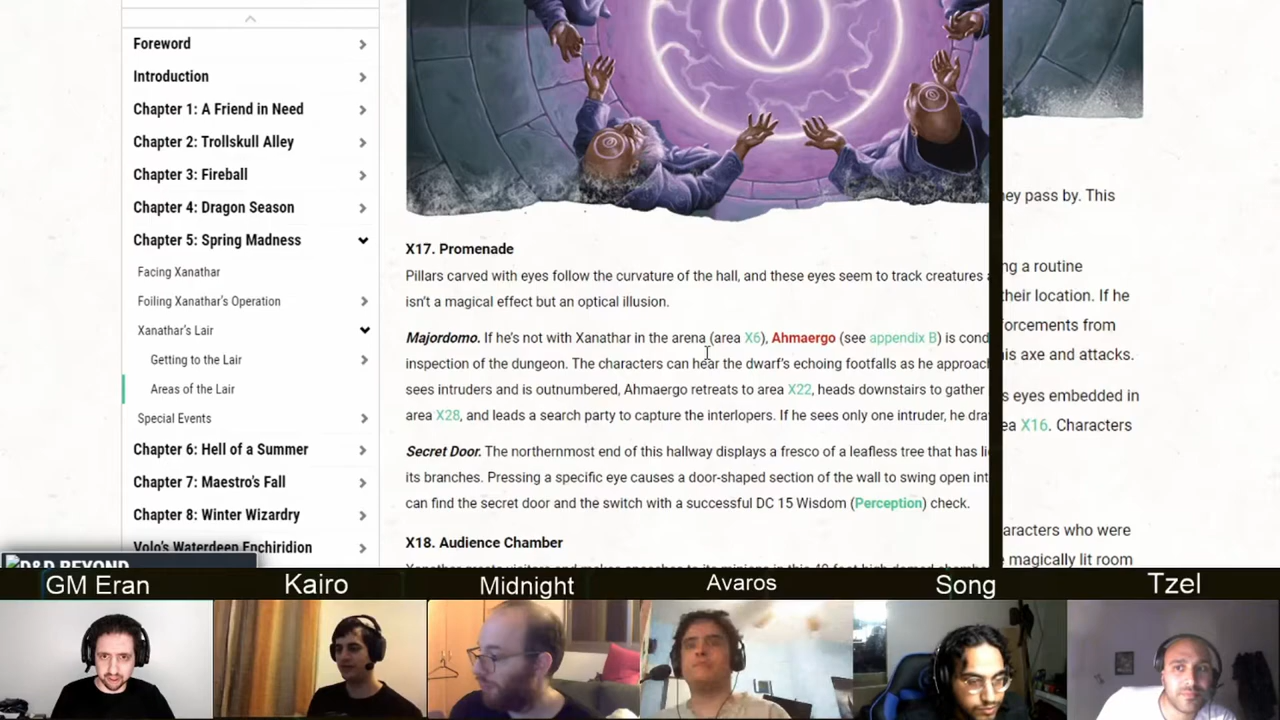 Foreword
Introduction
Chapter 1: A Friend in Need
Chapter 2: Trollskull Alley
Chapter 3: Fireball
Chapter 4: Dragon Season
Chapter 5: Spring Madness
Facing Xanathar
Foiling Xanathar's Operation
Xanathar's Lair
Getting to the Lair
Areas of the Lair
Special Events
Chapter 6: Hell of a Summer
Chapter 7: Maestro's Fall
Chapter 8: Winter Wizardry
Volo's Waterdeep Enchiridion
D&D BEYOND
X17. Promenade
Pillars carved with eyes follow the curvature of the hall, and these eyes seem to track creatures
isn't a magical effect but an optical illusion.
Majordomo. If he's not with Xanathar in the arena (area X6), Ahmaergo (see appendix B) is cond
inspection of the dungeon. The characters can hear the dwarf's echoing footfalls as he approac
sees intruders and is outnumbered, Ahmaergo retreats to area X22, heads downstairs to gather
area X28, and leads a search party to capture the interlopers. If he sees only one intruder, he dra
Secret Door. The northernmost end of this hallway displays a fresco of a leafless tree that has li
its branches. Pressing a specific eye causes a door-shaped section of the wall to swing open int
can find the secret door and the switch with a successful DC 15 Wisdom (Perception) check.
X18. Audience Chamber
hey pass by. This
ng a routine
their location. If he
forcements from
is axe and attacks.
s eyes embedded in
ea X16. Characters
aracters who were
magically lit room
GM Eran
Kairo
Midnight
Avaros
Song
Tzel